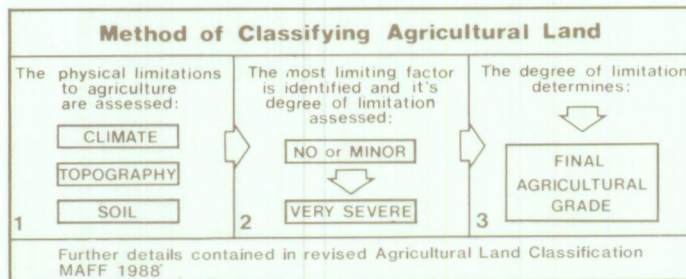 Method of Classifying Agricultural Land
The physical limitations
to agriculture
are assessed:
CLIMATE
TOPOGRAPHY
SOIL
1
The most limiting factor
is identified and it's
degree of limitation
assessed:
NO or MINOR
VERY SEVERE
2
The degree of limitation
determines:
FINAL
AGRICULTURAL
GRADE
3
Further details contained in revised Agricultural Land Classification
MAFF 1988